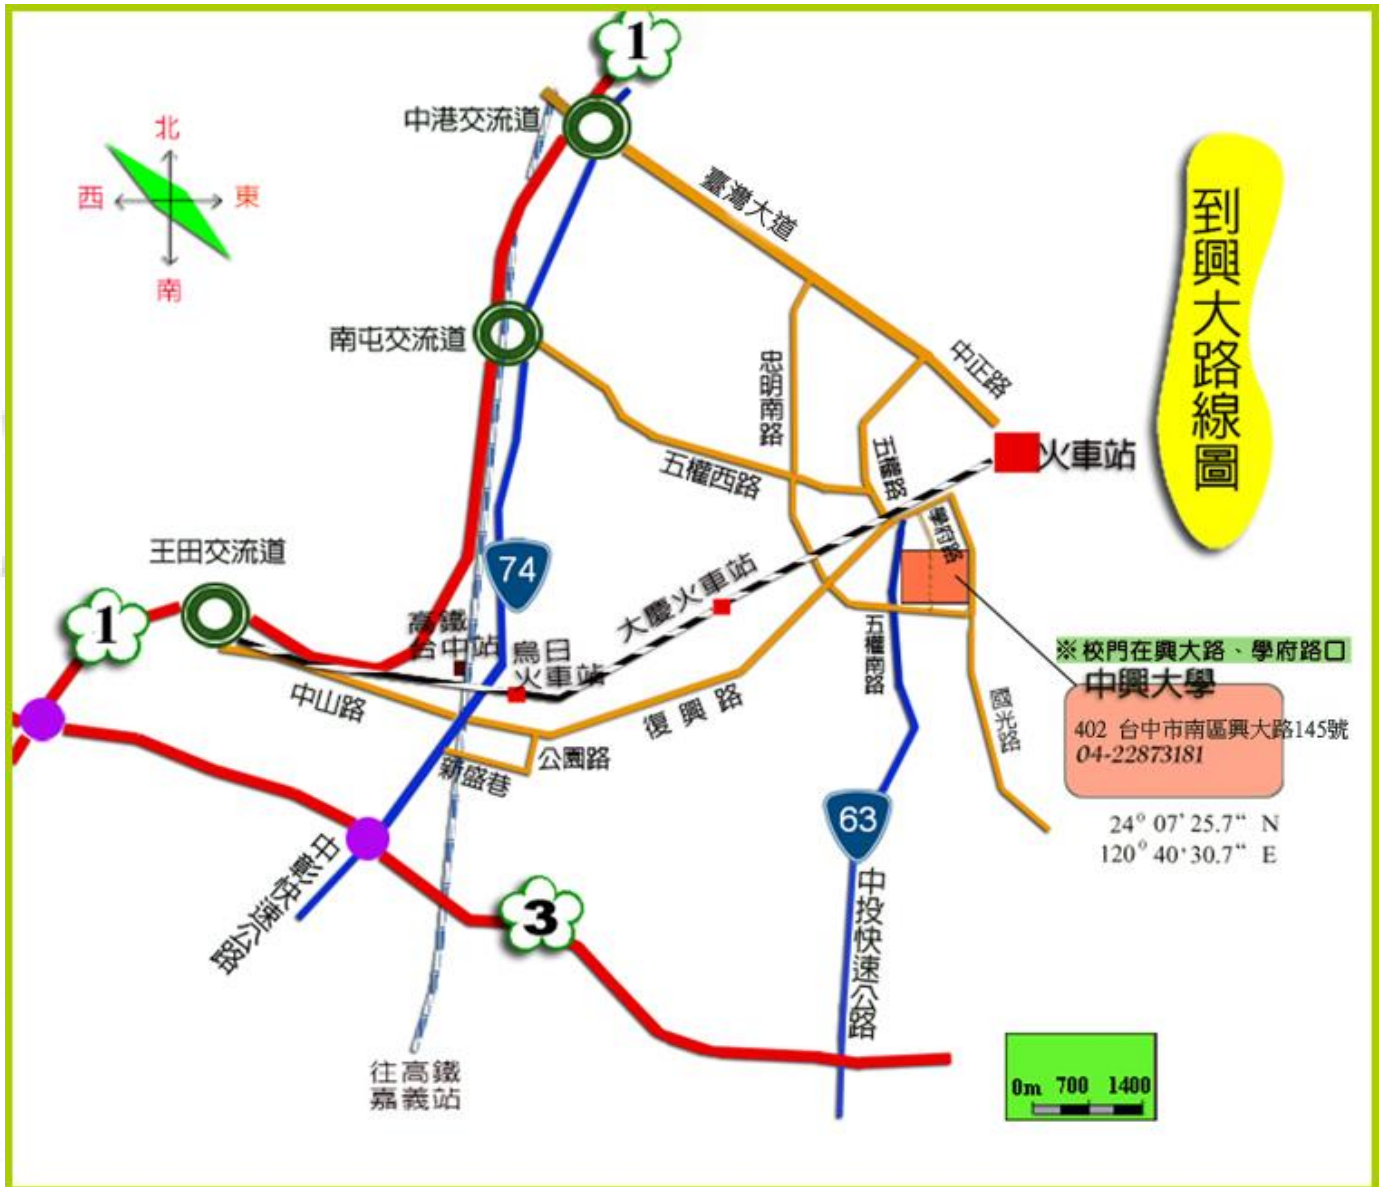 1
中港交流道
北
西
東
南
臺灣大道
到興大路線圖
南屯交流道
忠明南路
中正路
五權路
火車站
五權西路
學府路
王田交流道
74
大慶火車站
1
高鐵
台中站
烏日
火車站
五權南路
※校門在興大路、學府路口
中興大學
402 台中市南區興大路145號
04-22873181
中山路
復興路
國光路
公園路
新盛巷
63
24° 07' 25.7“ N
120° 40' 30.7“ E
中彰快速公路
3
中投快速公路
往高鐵
嘉義站
0m 700 1400